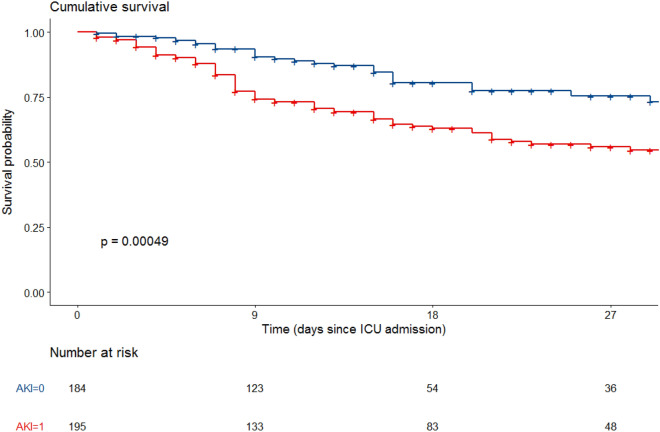 Cumulative survival
1.00
0.75
0.50
0.25
0.00
Survival probability
p = 0.00049
0 9 18 27
Time (days since ICU admission)
Number at risk
AKI=0 184 123 54 36
AKI=1 195 133 83 48